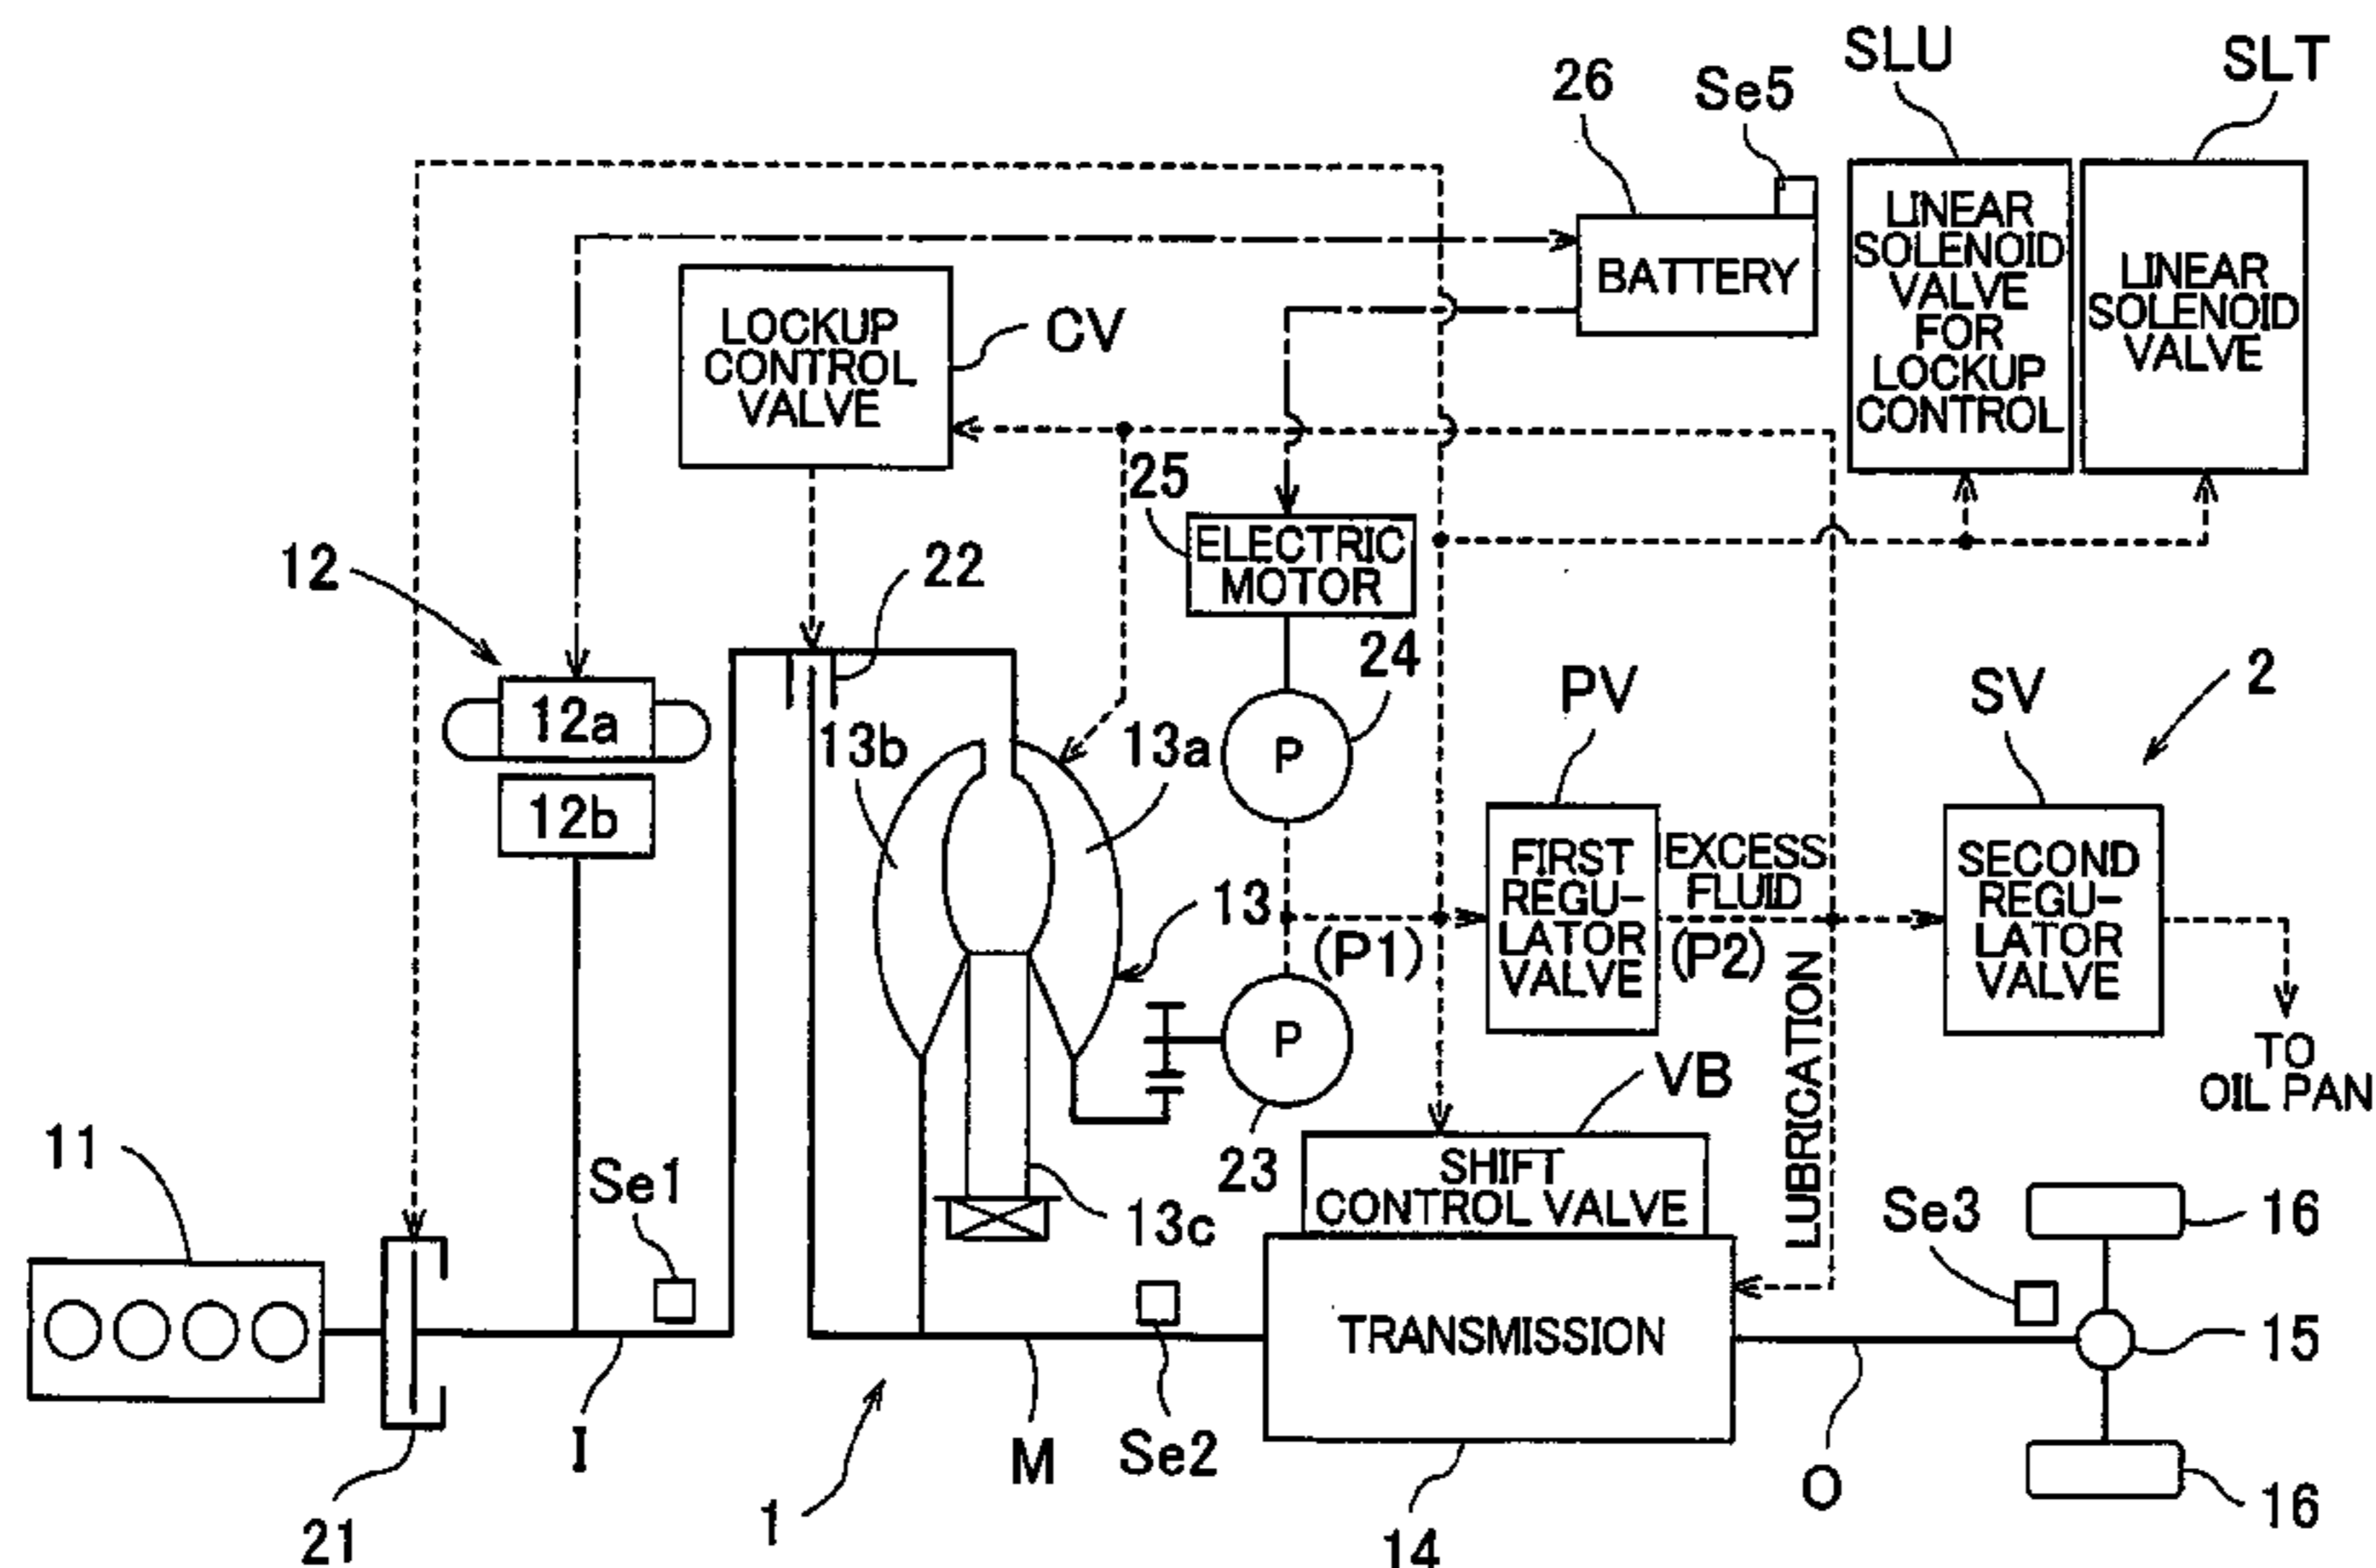 SLU
SLT
26
Se5
LINEAR
SOLENOID
VALVE
FOR
LOCKUP
CONTROL
LINEAR
SOLENOID
VALVE
BATTERY
LOCKUP
CONTROL
VALVE
CV
25
ELECTRIC
MOTOR
12
22
24
12a
12b
13b
13a
P
PV
SV
2
FIRST
REGU-
LATOR
VALVE
EXCESS
FLUID
(P1)
(P2)
SECOND
REGU-
LATOR
VALVE
13
P
23
LUBRICATION
TO
OIL PAN
VB
SHIFT
CONTROL VALVE
11
Se1
13c
Se3
16
TRANSMISSION
15
I
M
Se2
O
16
21
1
14